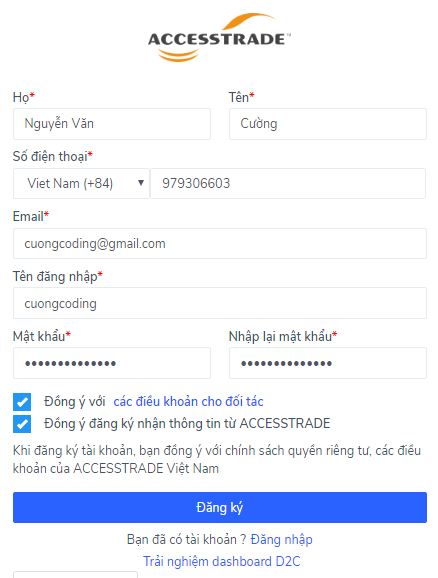 ACCESSTRADE™
Họ* Tên*
Nguyễn Văn Cường
Số điện thoại*
Viet Nam (+84) 979306603
Email*
cuongcoding@gmail.com
Tên đăng nhập*
cuongcoding
Mật khẩu* Nhập lại mật khẩu*
•••••••••••••• ••••••••••••••
Đồng ý với các điều khoản cho đối tác
Đồng ý đăng ký nhận thông tin từ ACCESSTRADE
Khi đăng ký tài khoản, bạn đồng ý với chính sách quyền riêng tư, các điều
khoản của ACCESSTRADE Việt Nam
Đăng ký
Bạn đã có tài khoản ? Đăng nhập
Trải nghiệm dashboard D2C